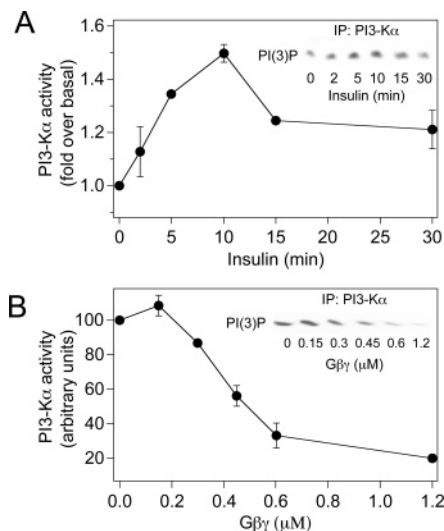 A
IP: PI3-Kα
PI(3)P
0 2 5 10 15 30
Insulin (min)
PI3-Kα activity
(fold over basal)
1.6
1.4
1.2
1.0
0 5 10 15 20 25 30
Insulin (min)
B
IP: PI3-Kα
PI(3)P
0 0.15 0.3 0.45 0.6 1.2
Gβγ (μM)
PI3-Kα activity
(arbitrary units)
100
80
60
40
20
0.0 0.2 0.4 0.6 0.8 1.0 1.2
Gβγ (μM)